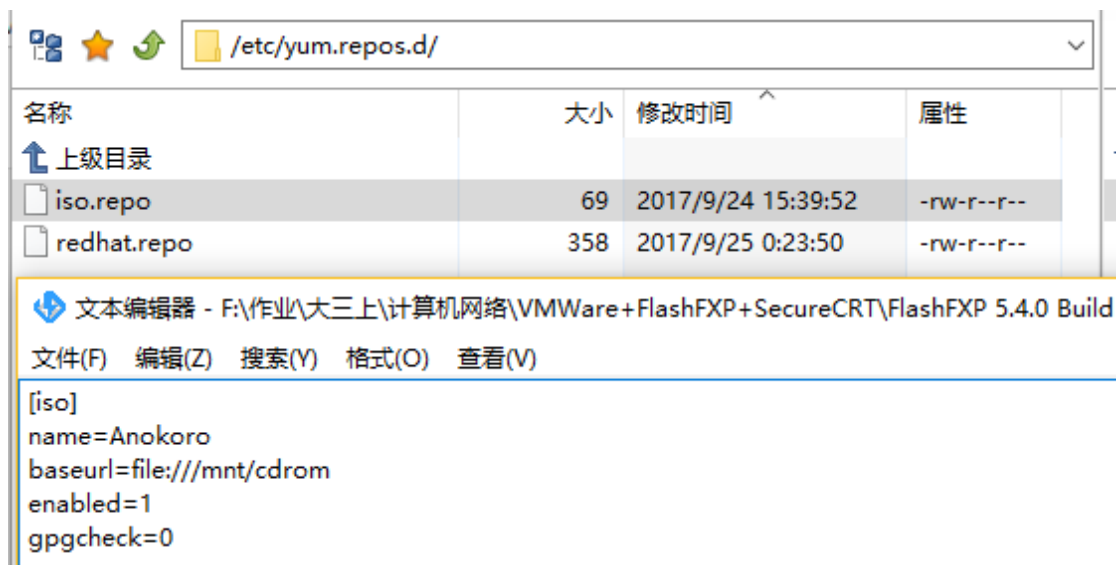 /etc/yum.repos.d/
名称 大小 修改时间 属性
上级目录
iso.repo 69 2017/9/24 15:39:52 -rw-r--r--
redhat.repo 358 2017/9/25 0:23:50 -rw-r--r--
文本编辑器 - F:\作业\大三上\计算机网络\VMWare+FlashFXP+SecureCRT\FlashFXP 5.4.0 Build
文件(F) 编辑(Z) 搜索(Y) 格式(O) 查看(V)
[iso]
name=Anokoro
baseurl=file:///mnt/cdrom
enabled=1
gpgcheck=0